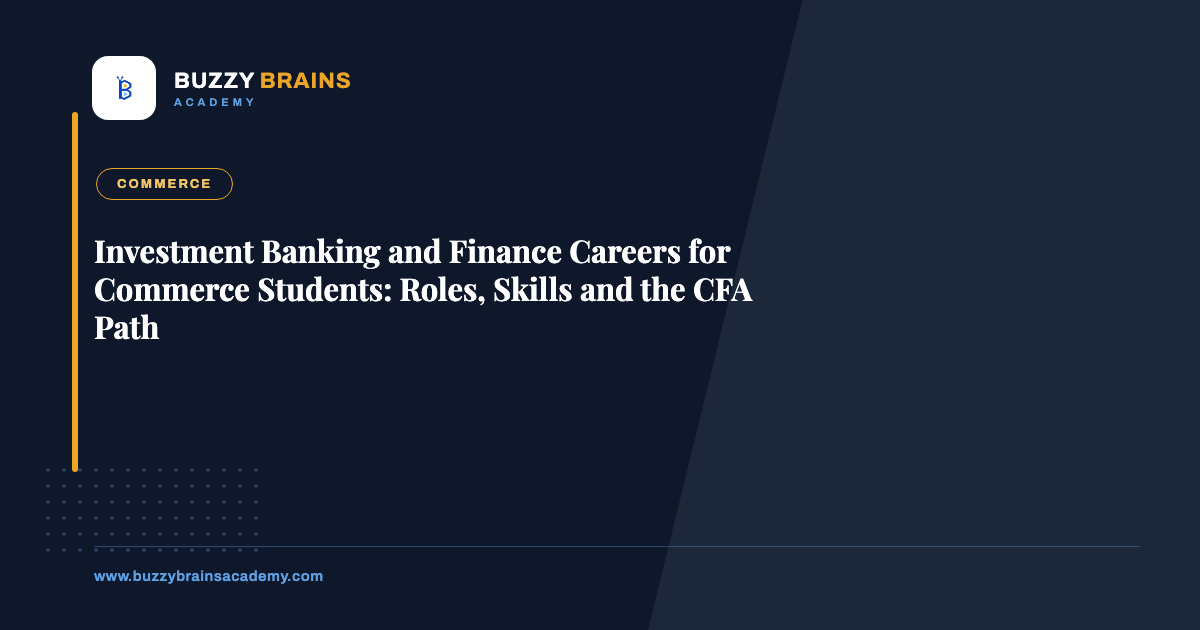 BUZZY BRAINS
ACADEMY
COMMERCE
Investment Banking and Finance Careers for
Commerce Students: Roles, Skills and the CFA
Path
www.buzzybrainsacademy.com